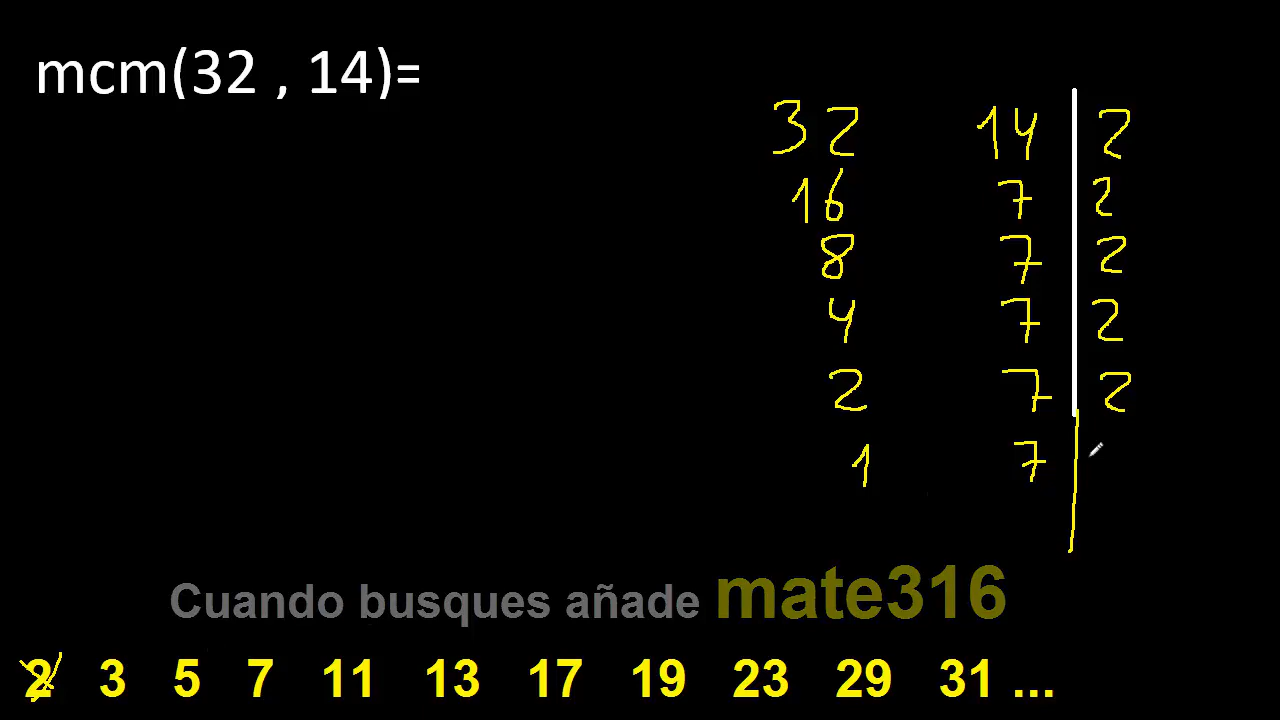 mcm(32 , 14)=
32 14 2
16 7 2
8 7 2
4 7 2
2 7 2
1 7
Cuando busques añade mate316
2 3 5 7 11 13 17 19 23 29 31 ...